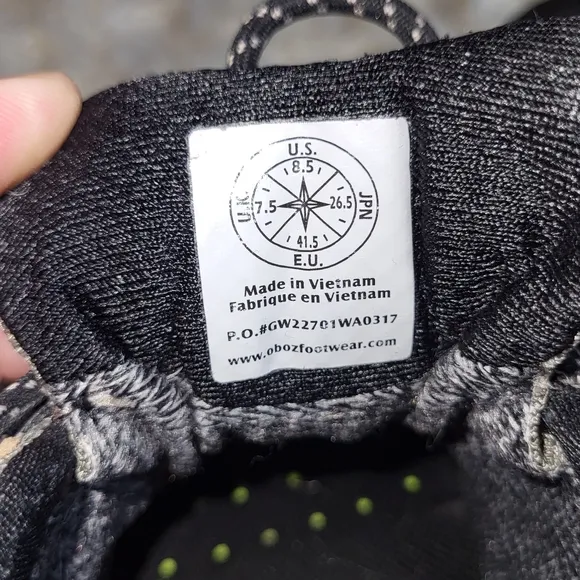 U.S.
8.5
U.K. 7.5 26.5 JPN
41.5
E.U.
Made in Vietnam
Fabrique en Vietnam
P.O.#GW22701WA0317
www.obozfootwear.com